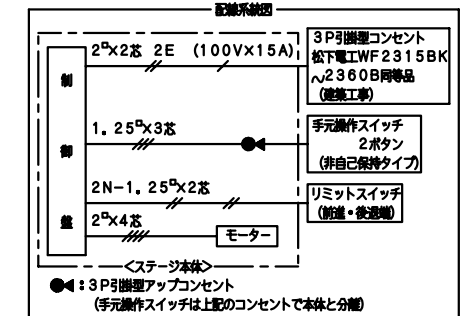 配線系統図
2□×2芯 2E (100V×15A)
3P引掛型コンセント
松下電工WF2315BK
~2360B同等品
(建築工事)
制
御
盤
1.25□×3芯
手元操作スイッチ
2ボタン
(非自己保持タイプ)
2N-1.25□×2芯
リミットスイッチ
(前進・後退端)
2□×4芯
モーター
<ステージ本体>
:3P引掛型アップコンセント
(手元操作スイッチは上記のコンセントで本体と分離)